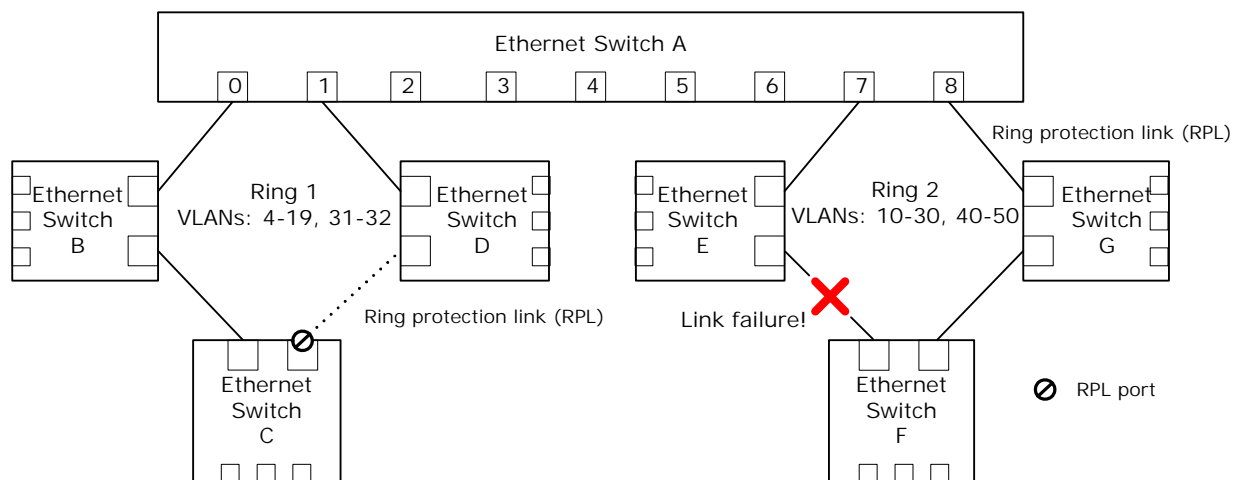 Ethernet Switch A
0 1 2 3 4 5 6 7 8
Ring protection link (RPL)
Ethernet
Switch
B
Ring 1
VLANs: 4-19, 31-32
Ethernet
Switch
D
Ethernet
Switch
E
Ring 2
VLANs: 10-30, 40-50
Ethernet
Switch
G
Ring protection link (RPL)
Link failure!
Ethernet
Switch
C
Ethernet
Switch
F
RPL port